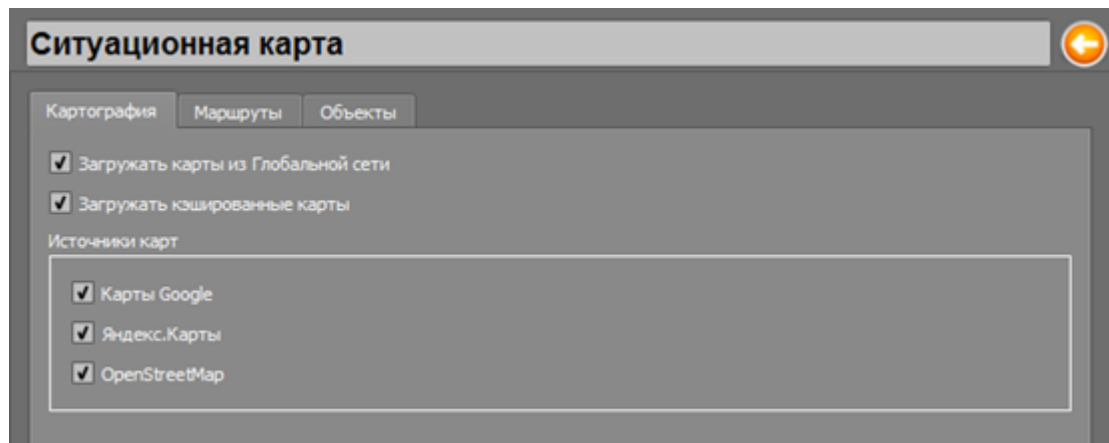 Ситуационная карта
Картография Маршруты Объекты
Загружать карты из Глобальной сети
Загружать кэшированные карты
Источники карт
Карты Google
Яндекс.Карты
OpenStreetMap